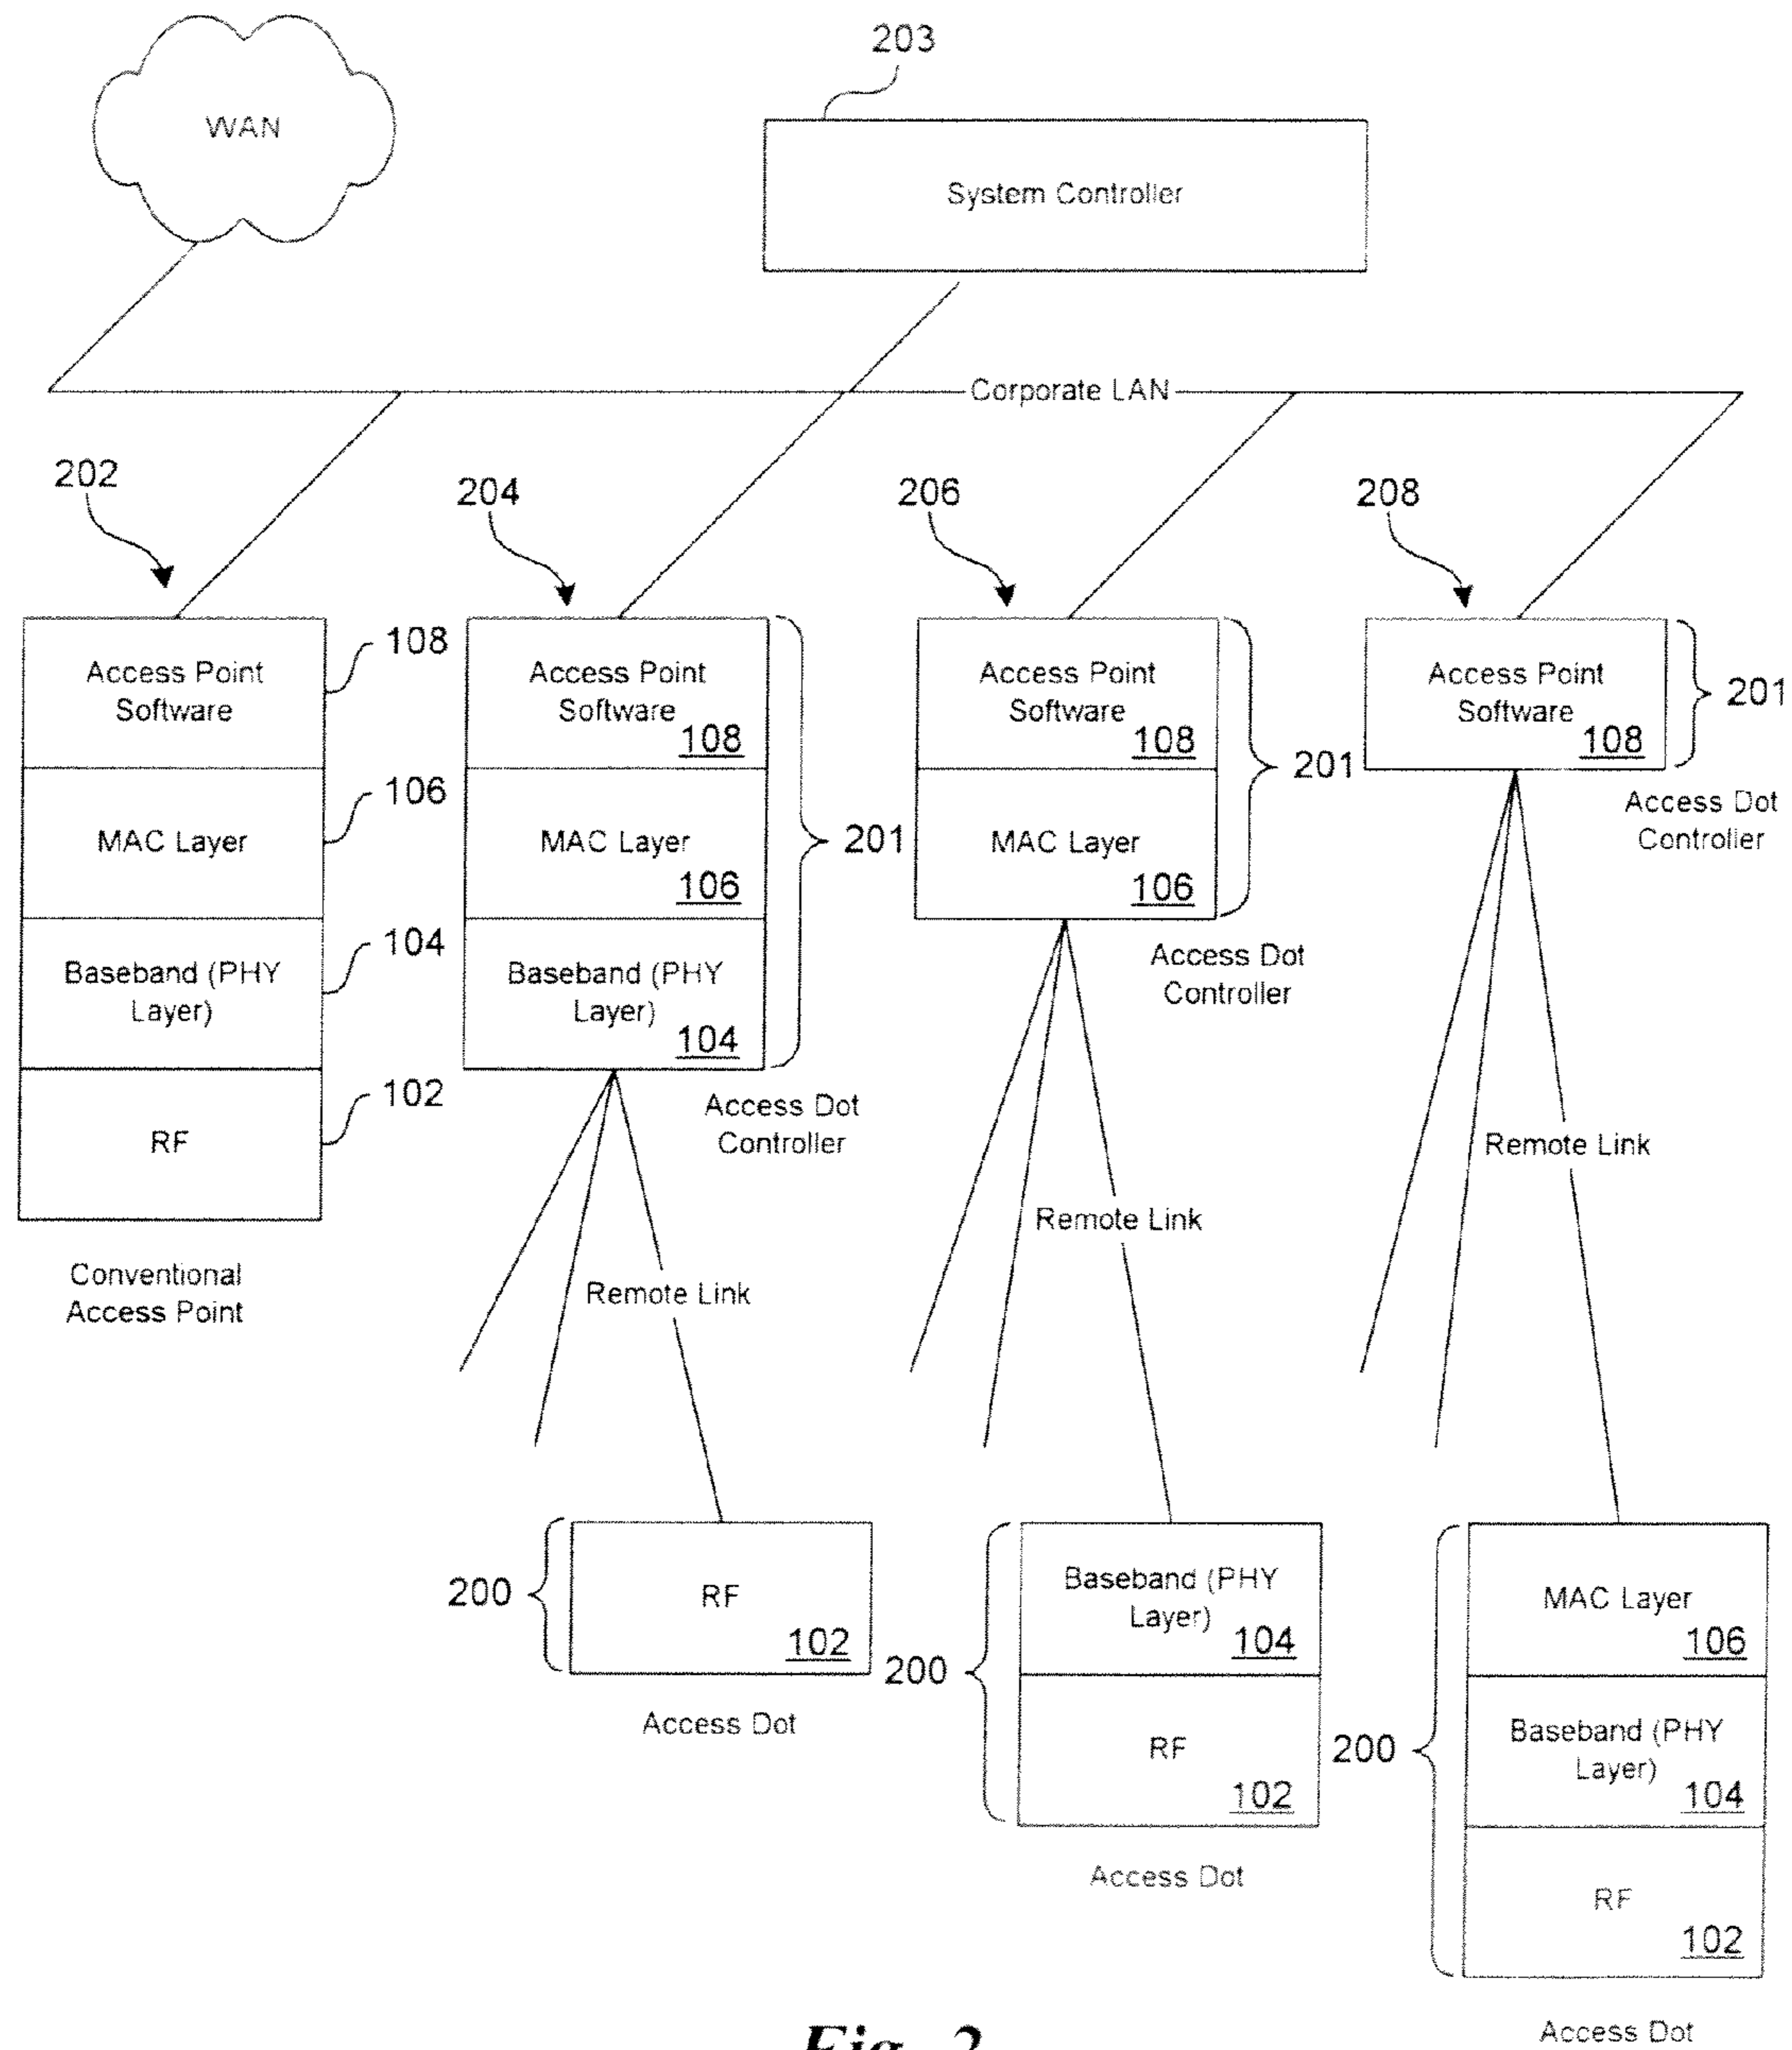 203
WAN
System Controller
Corporate LAN
202
204
206
208
Access Point
Software
108
MAC Layer
106
Baseband (PHY
Layer)
104
RF
102
Conventional
Access Point
Access Point
Software
108
MAC Layer
106
Baseband (PHY
Layer)
104
201
Access Dot
Controller
Remote Link
200
RF
102
Access Dot
Access Point
Software
108
MAC Layer
106
201
Access Dot
Controller
Remote Link
200
Baseband (PHY
Layer)
104
RF
102
Access Dot
Access Point
Software
108
201
Access Dot
Controller
Remote Link
200
MAC Layer
106
Baseband (PHY
Layer)
104
RF
102
Access Dot
Fig. 2